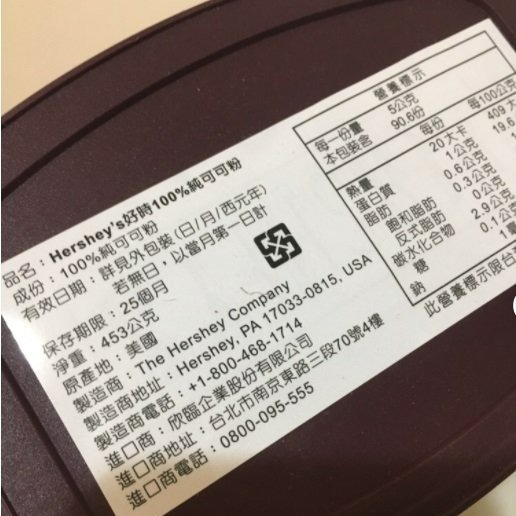 品名：Hershey's好時100%純可可粉
成份：100%純可可粉
有效日期：詳見外包裝(日/月/西元年)
若無日，以當月第一日計
保存期限：25個月
淨重：453公克
原產地：美國
製造商：The Hershey Company
製造商地址：Hershey, PA 17033-0815, USA
製造商電話：+1-800-468-1714
進口商：欣臨企業股份有限公司
進口商地址：台北市南京東路三段70號4樓
進口商電話：0800-095-555
營養標示
每一份量 5公克
本包裝含 90.6份
每份 每100公克
熱量 20大卡 409大
蛋白質 1公克 19.6
脂肪 0.6公克
飽和脂肪 0.3公克
反式脂肪 0公克
碳水化合物 2.9公克
糖 0.1公克
鈉
此營養標示限台